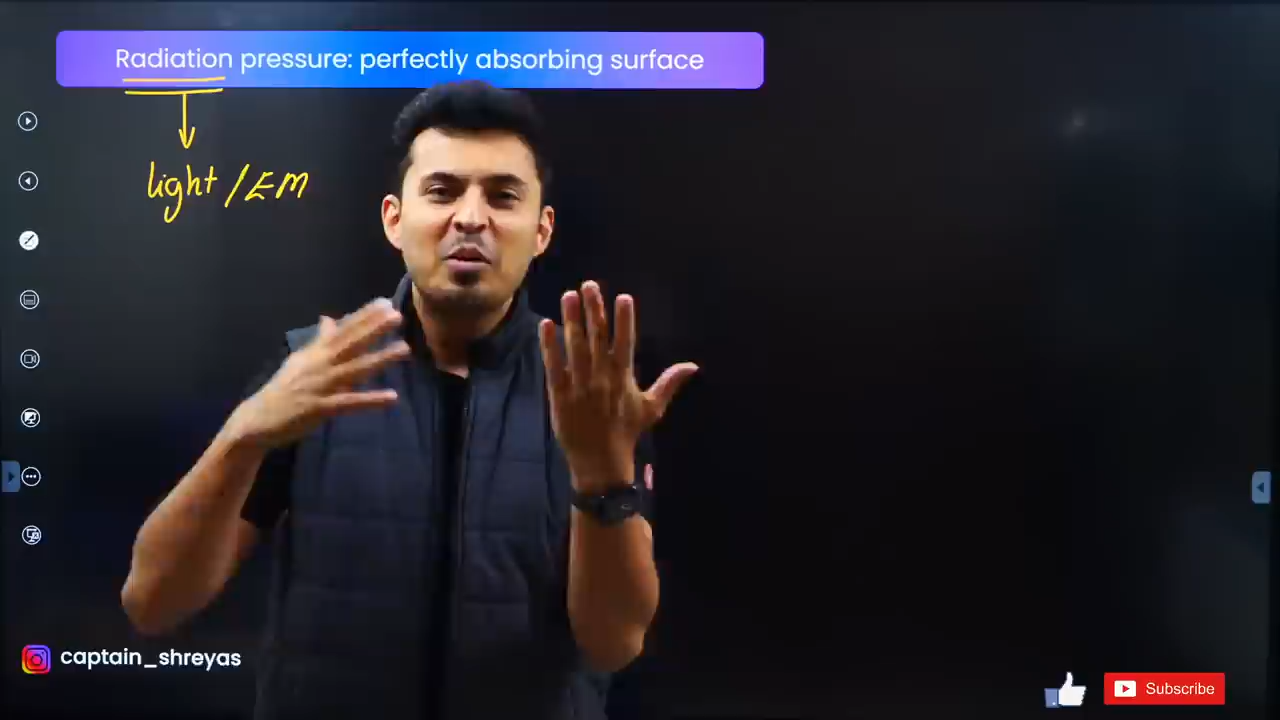 Radiation pressure: perfectly absorbing surface
light / EM
captain_shreyas
Subscribe